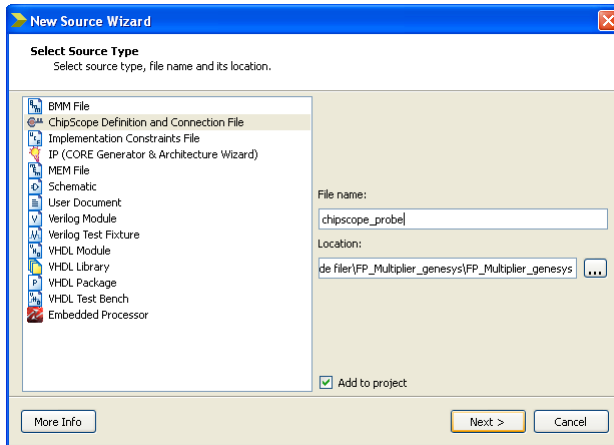 New Source Wizard
Select Source Type
Select source type, file name and its location.
BMM File
ChipScope Definition and Connection File
Implementation Constraints File
IP (CORE Generator & Architecture Wizard)
MEM File
Schematic
User Document
Verilog Module
Verilog Test Fixture
VHDL Module
VHDL Library
VHDL Package
VHDL Test Bench
Embedded Processor
File name:
chipscope_probe
Location:
de filer\FP_Multiplier_genesys\FP_Multiplier_genesys
...
Add to project
More Info
Next >
Cancel